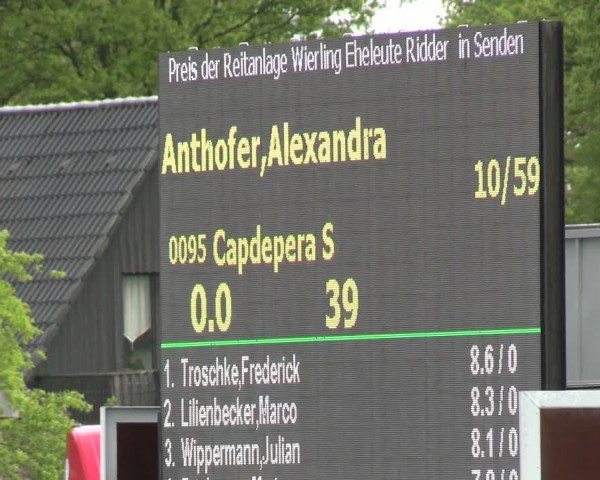 Preis der Reitanlage Wierling Eheleute Ridder in Senden
Anthofer,Alexandra
10/59
0095 Capdepera S
0.0 39
1. Troschke,Frederick 8.6/0
2. Lilienbecker,Marco 8.3/0
3. Wippermann,Julian 8.1/0